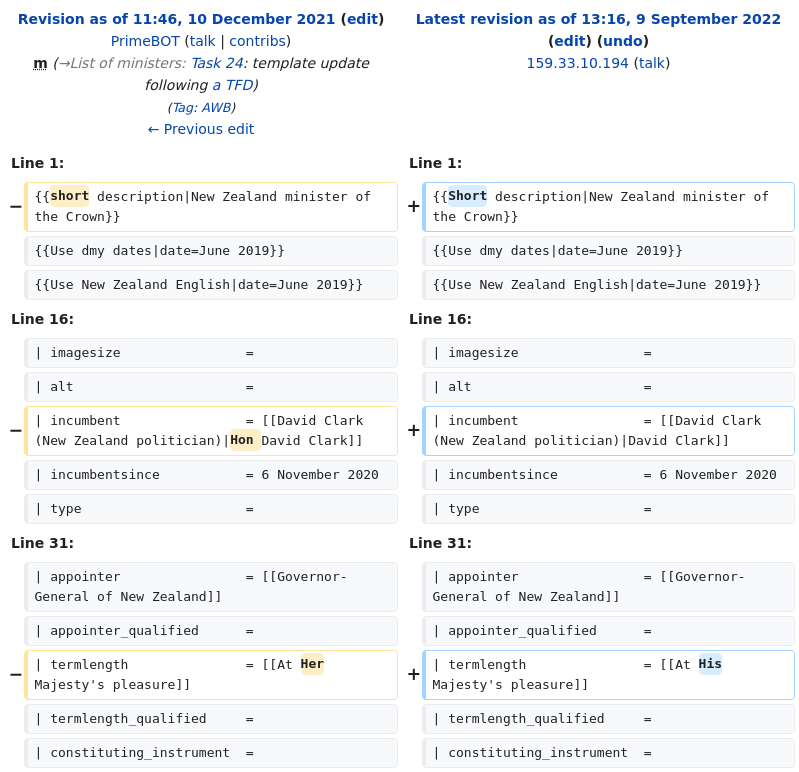 Revision as of 11:46, 10 December 2021 (edit)
PrimeBOT (talk | contribs)
m (→List of ministers: Task 24: template update
following a TFD)
(Tag: AWB)
← Previous edit
Latest revision as of 13:16, 9 September 2022
(edit) (undo)
159.33.10.194 (talk)
Line 1:
Line 1:
− {{short description|New Zealand minister of
the Crown}}
+ {{Short description|New Zealand minister of
the Crown}}
{{Use dmy dates|date=June 2019}}
{{Use dmy dates|date=June 2019}}
{{Use New Zealand English|date=June 2019}}
{{Use New Zealand English|date=June 2019}}
Line 16:
Line 16:
| imagesize                =
| imagesize                =
| alt                      =
| alt                      =
− | incumbent                = [[David Clark
(New Zealand politician)|Hon David Clark]]
+ | incumbent                = [[David Clark
(New Zealand politician)|David Clark]]
| incumbentsince           = 6 November 2020
| incumbentsince           = 6 November 2020
| type                     =
| type                     =
Line 31:
Line 31:
| appointer                = [[Governor-
General of New Zealand]]
| appointer                = [[Governor-
General of New Zealand]]
| appointer_qualified      =
| appointer_qualified      =
− | termlength               = [[At Her
Majesty's pleasure]]
+ | termlength               = [[At His
Majesty's pleasure]]
| termlength_qualified     =
| termlength_qualified     =
| constituting_instrument  =
| constituting_instrument  =